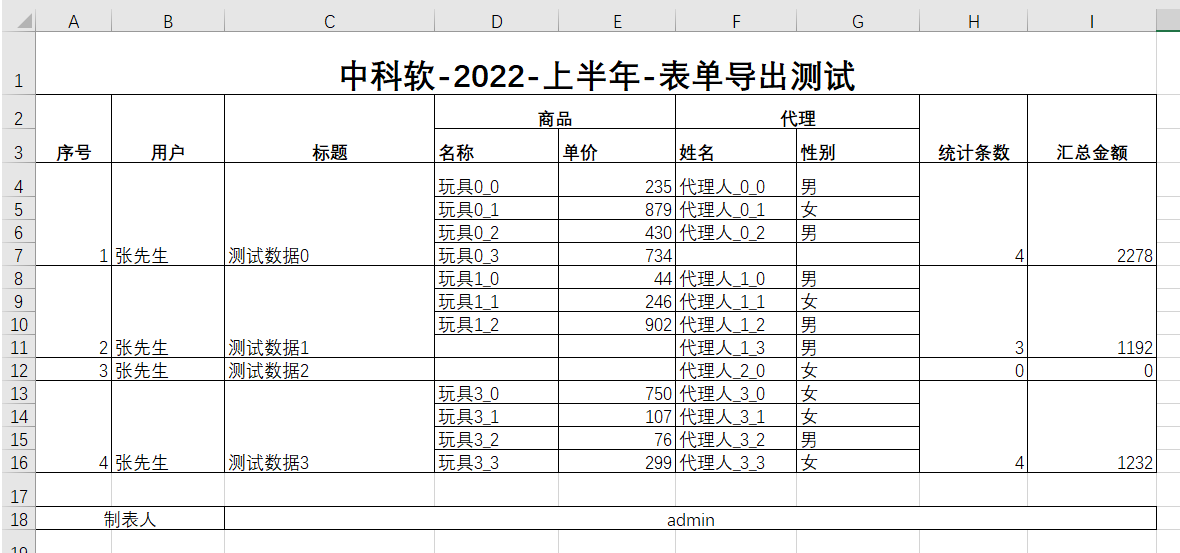 A B C D E F G H I
1 中科软-2022-上半年-表单导出测试
2 商品 代理
3 序号 用户 标题 名称 单价 姓名 性别 统计条数 汇总金额
4 玩具0_0 235 代理人_0_0 男
5 玩具0_1 879 代理人_0_1 女
6 玩具0_2 430 代理人_0_2 男
7 1 张先生 测试数据0 玩具0_3 734 4 2278
8 玩具1_0 44 代理人_1_0 男
9 玩具1_1 246 代理人_1_1 女
10 玩具1_2 902 代理人_1_2 男
11 2 张先生 测试数据1 代理人_1_3 男 3 1192
12 3 张先生 测试数据2 代理人_2_0 女 0 0
13 玩具3_0 750 代理人_3_0 女
14 玩具3_1 107 代理人_3_1 女
15 玩具3_2 76 代理人_3_2 男
16 4 张先生 测试数据3 玩具3_3 299 代理人_3_3 女 4 1232
17
18 制表人 admin
19